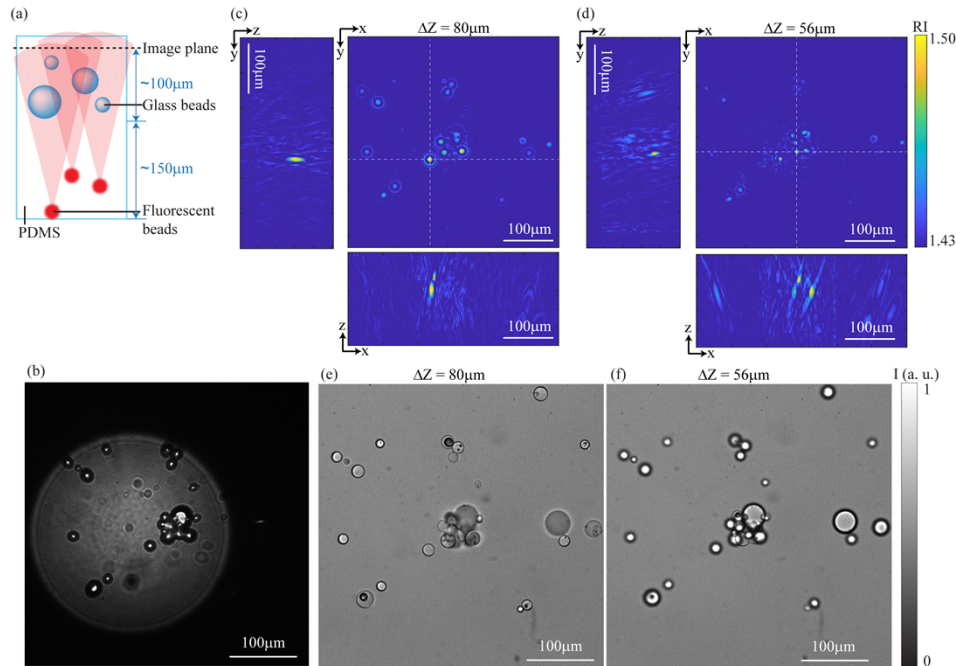 (a)
Image plane
~100μm
Glass beads
~150μm
Fluorescent
beads
PDMS
(c)
z
y
100μm
x
y
ΔZ = 80μm
100μm
z
x
100μm
(d)
z
y
100μm
x
y
ΔZ = 56μm
100μm
z
x
100μm
RI
1.50
1.43
(b)
100μm
(e)
ΔZ = 80μm
100μm
(f)
ΔZ = 56μm
100μm
I (a. u.)
1
0